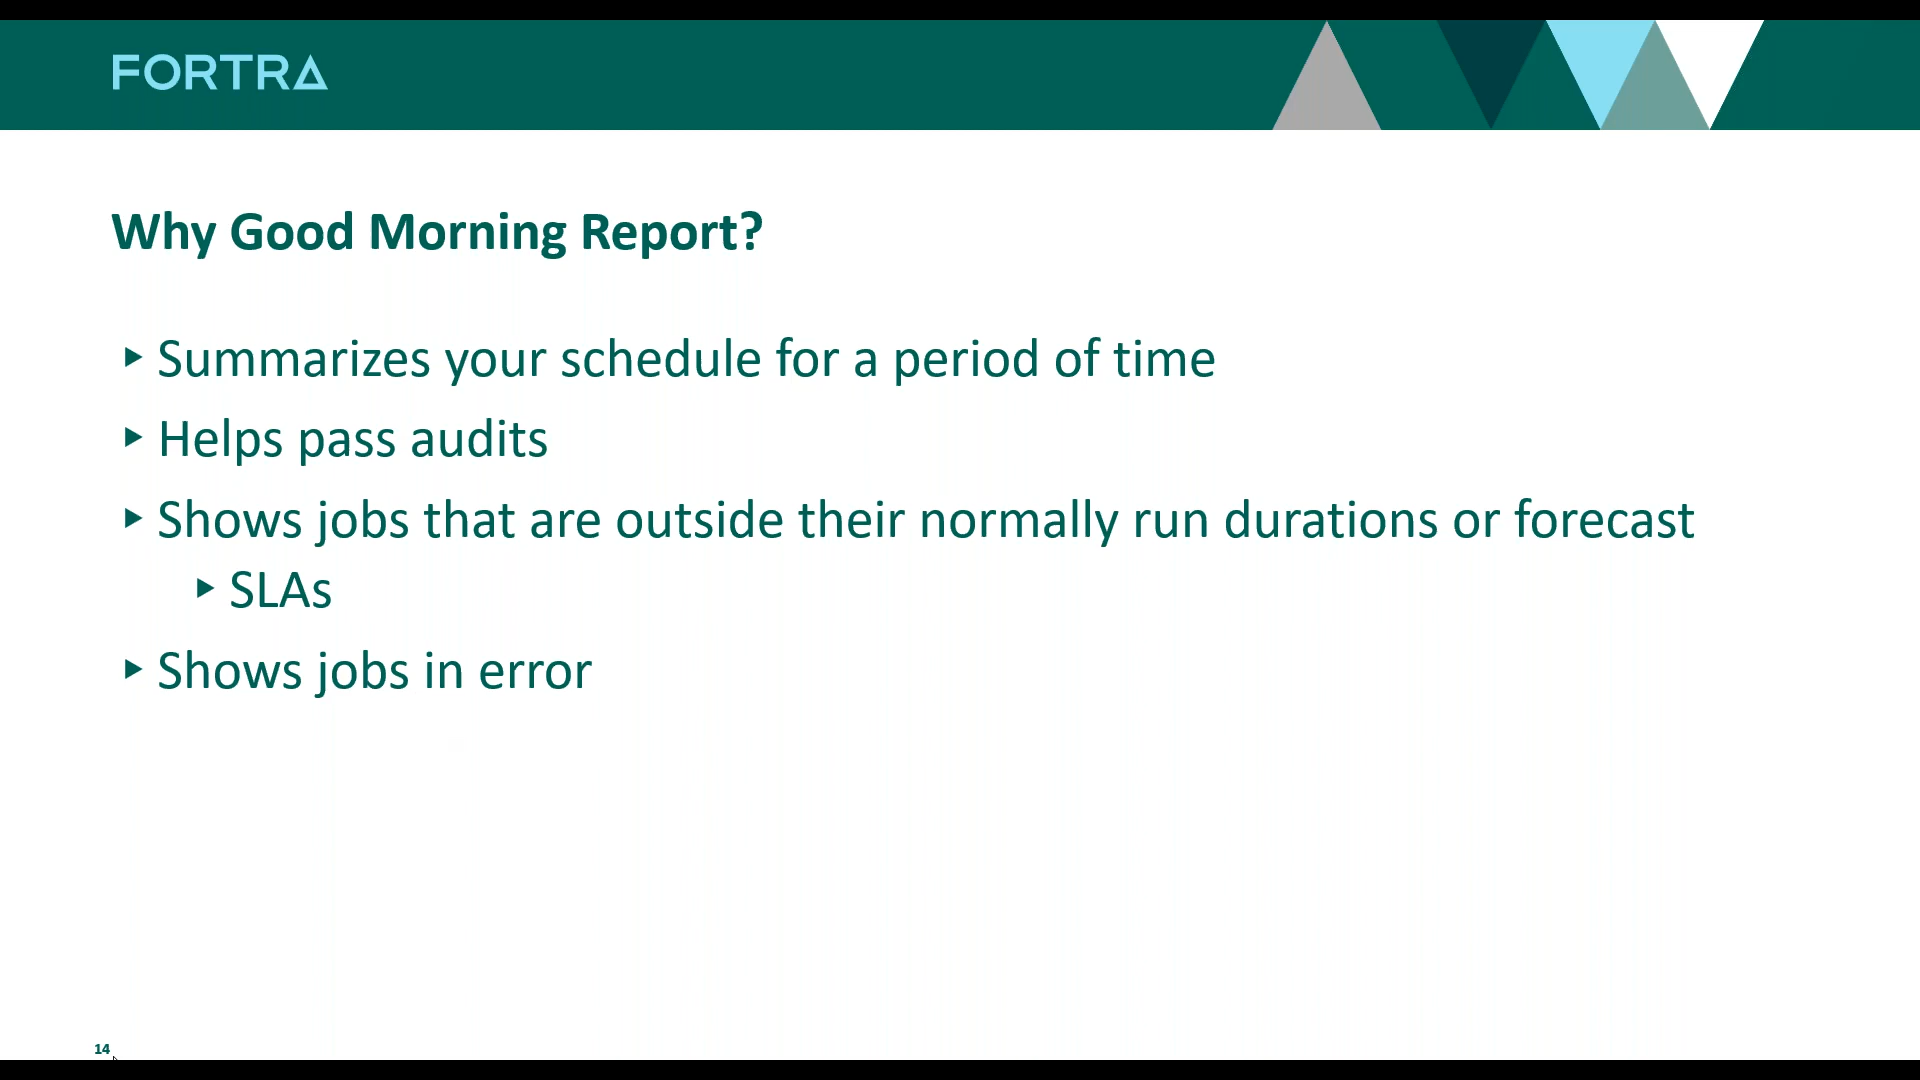 FORTRA
Why Good Morning Report?
Summarizes your schedule for a period of time
Helps pass audits
Shows jobs that are outside their normally run durations or forecast
SLAs
Shows jobs in error
14